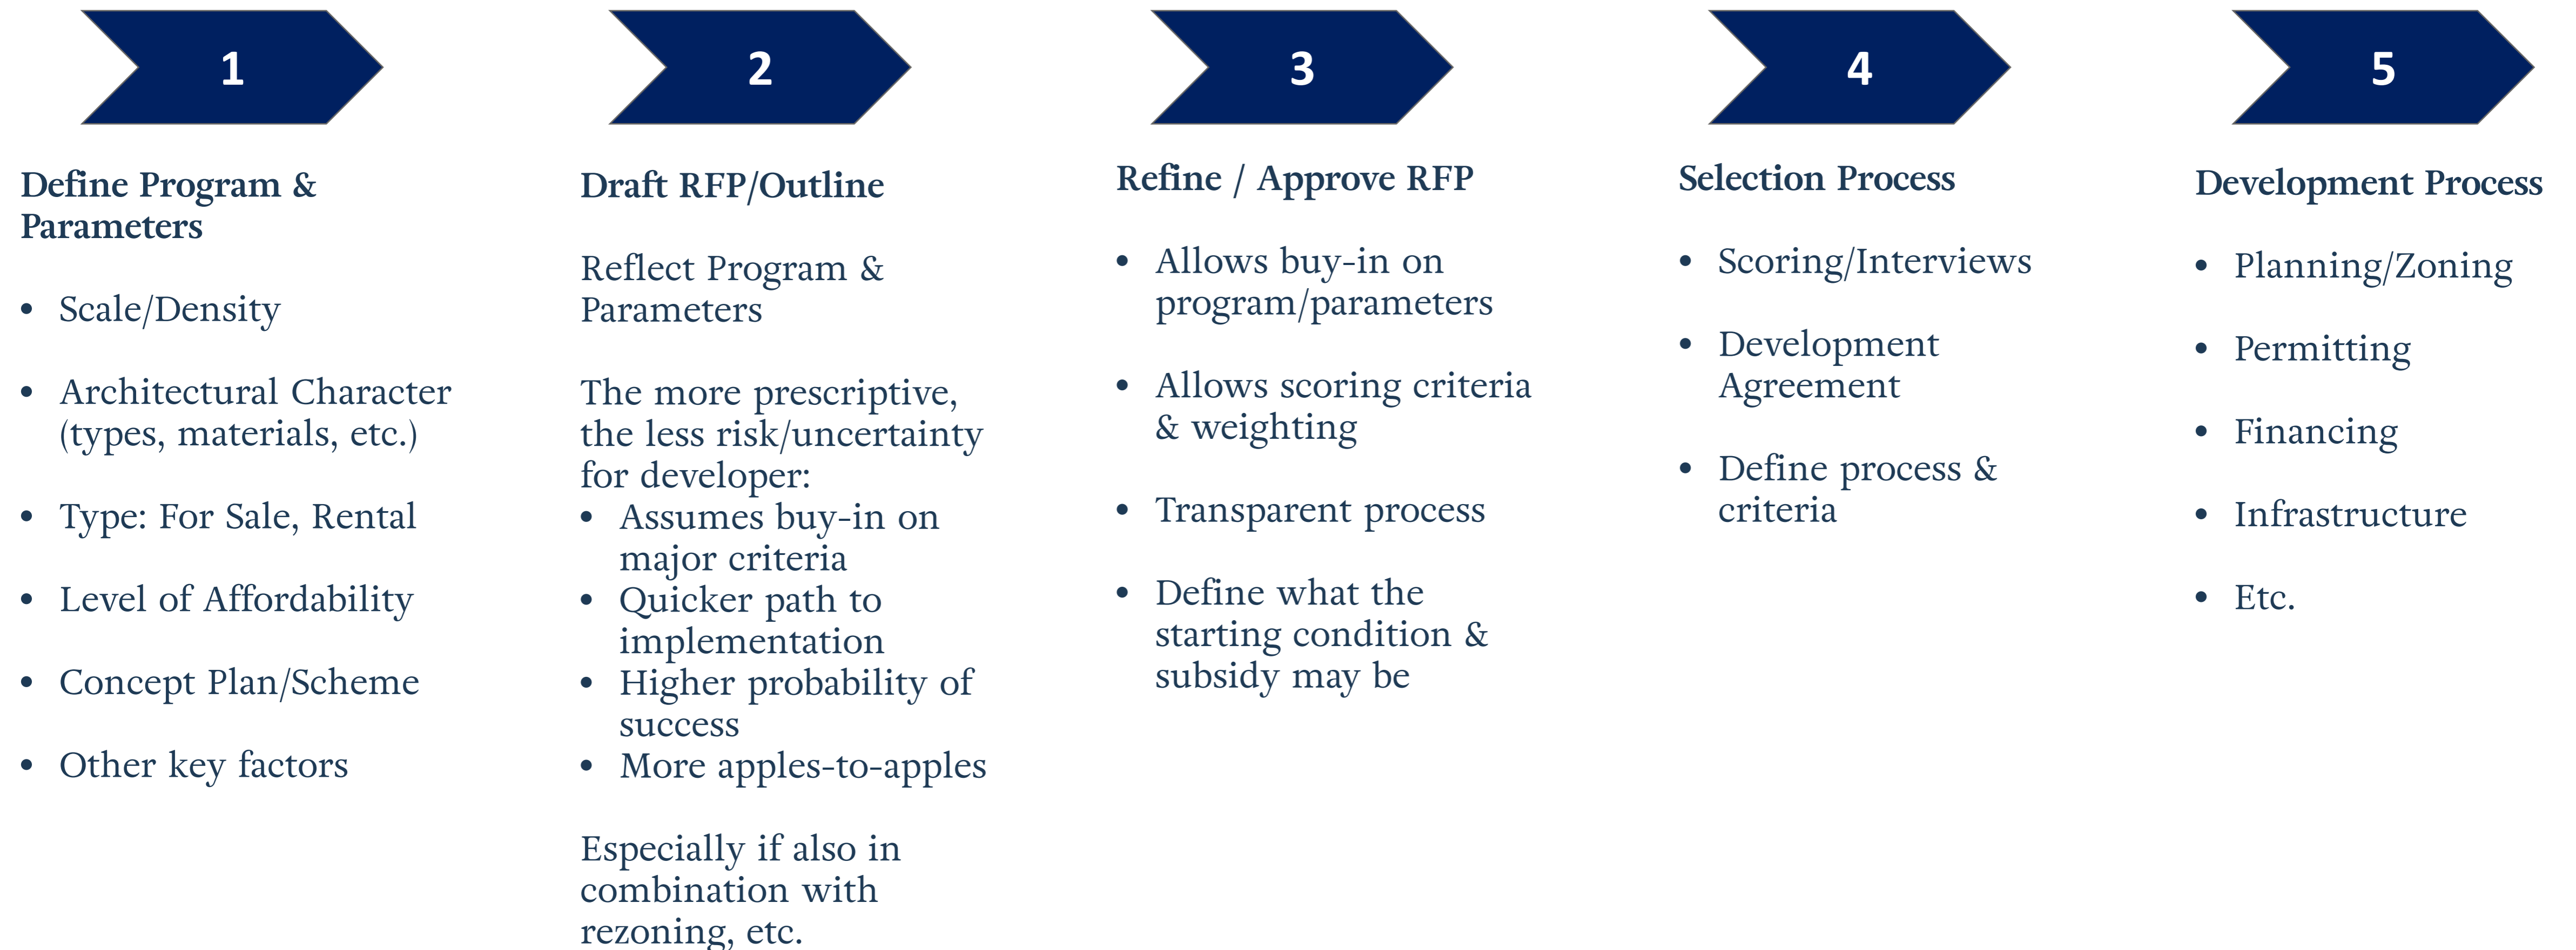 1
Define Program &
Parameters
• Scale/Density
• Architectural Character
(types, materials, etc.)
• Type: For Sale, Rental
• Level of Affordability
• Concept Plan/Scheme
• Other key factors
2
Draft RFP/Outline
Reflect Program &
Parameters
The more prescriptive,
the less risk/uncertainty
for developer:
• Assumes buy-in on
major criteria
• Quicker path to
implementation
• Higher probability of
success
• More apples-to-apples
Especially if also in
combination with
rezoning, etc.
3
Refine / Approve RFP
• Allows buy-in on
program/parameters
• Allows scoring criteria
& weighting
• Transparent process
• Define what the
starting condition &
subsidy may be
4
Selection Process
• Scoring/Interviews
• Development
Agreement
• Define process &
criteria
5
Development Process
• Planning/Zoning
• Permitting
• Financing
• Infrastructure
• Etc.